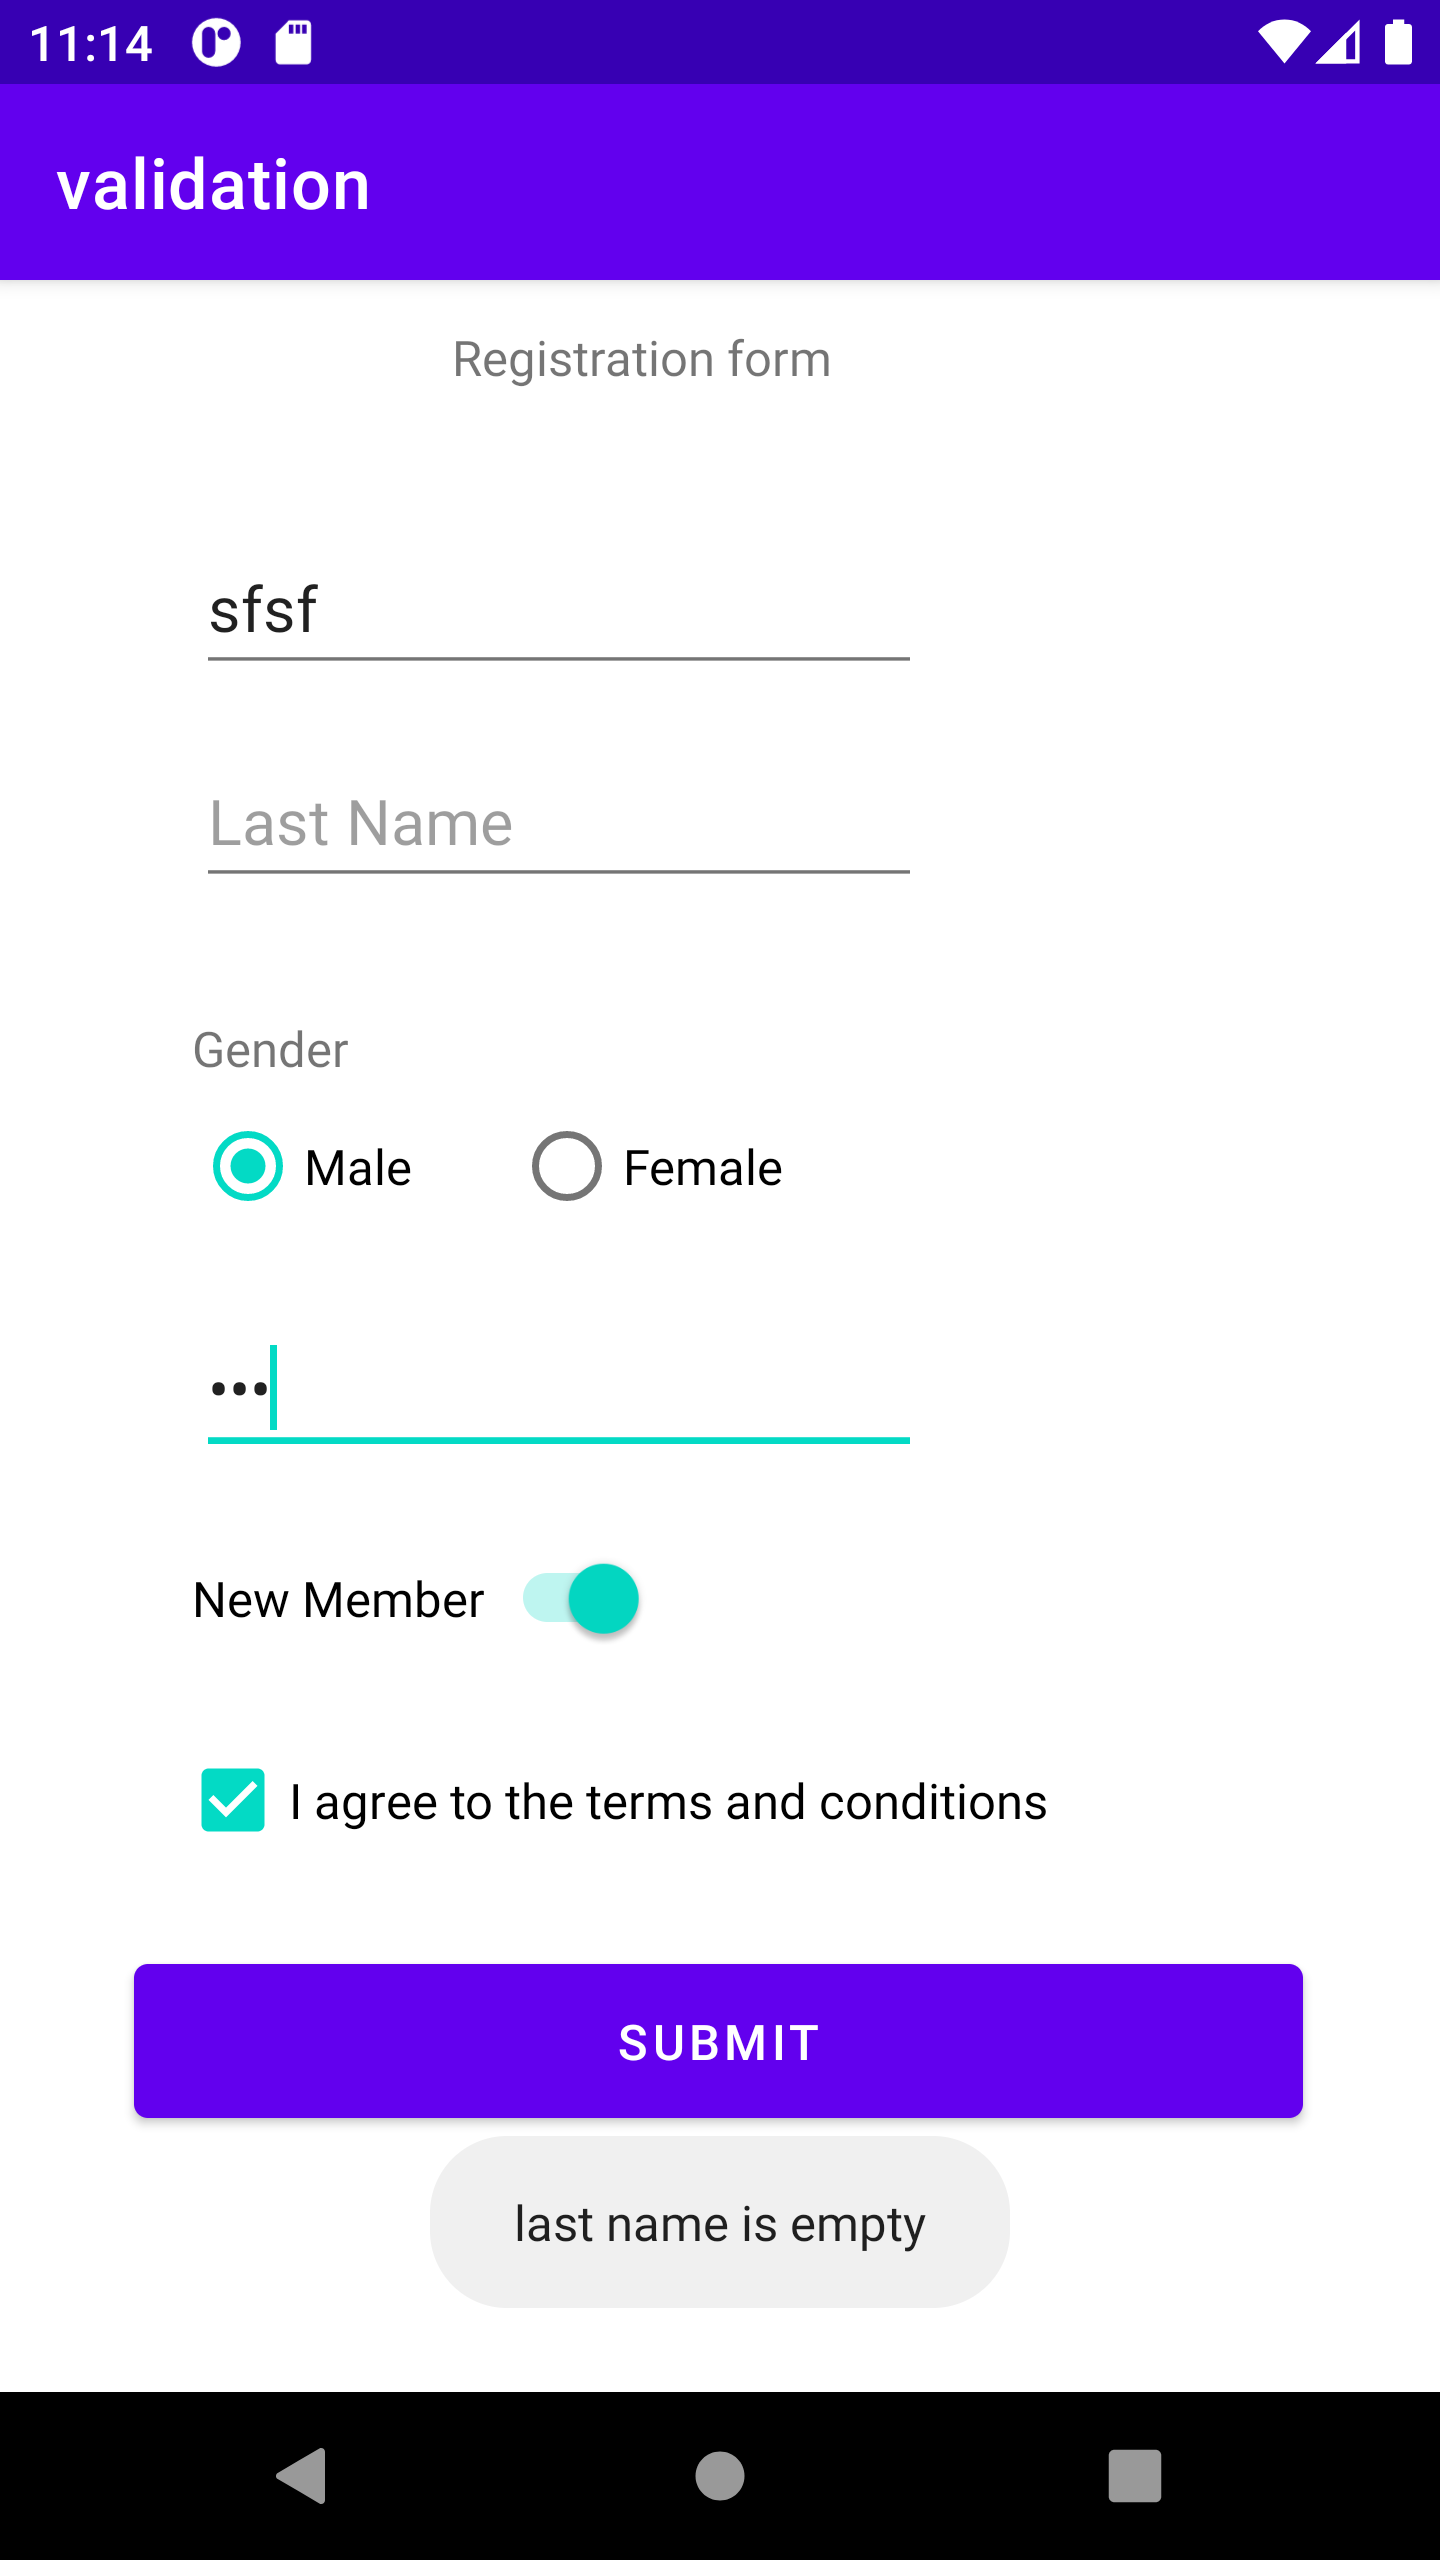 11:14
validation
Registration form
sfsf
Last Name
Gender
Male Female
•••
New Member
I agree to the terms and conditions
SUBMIT
last name is empty